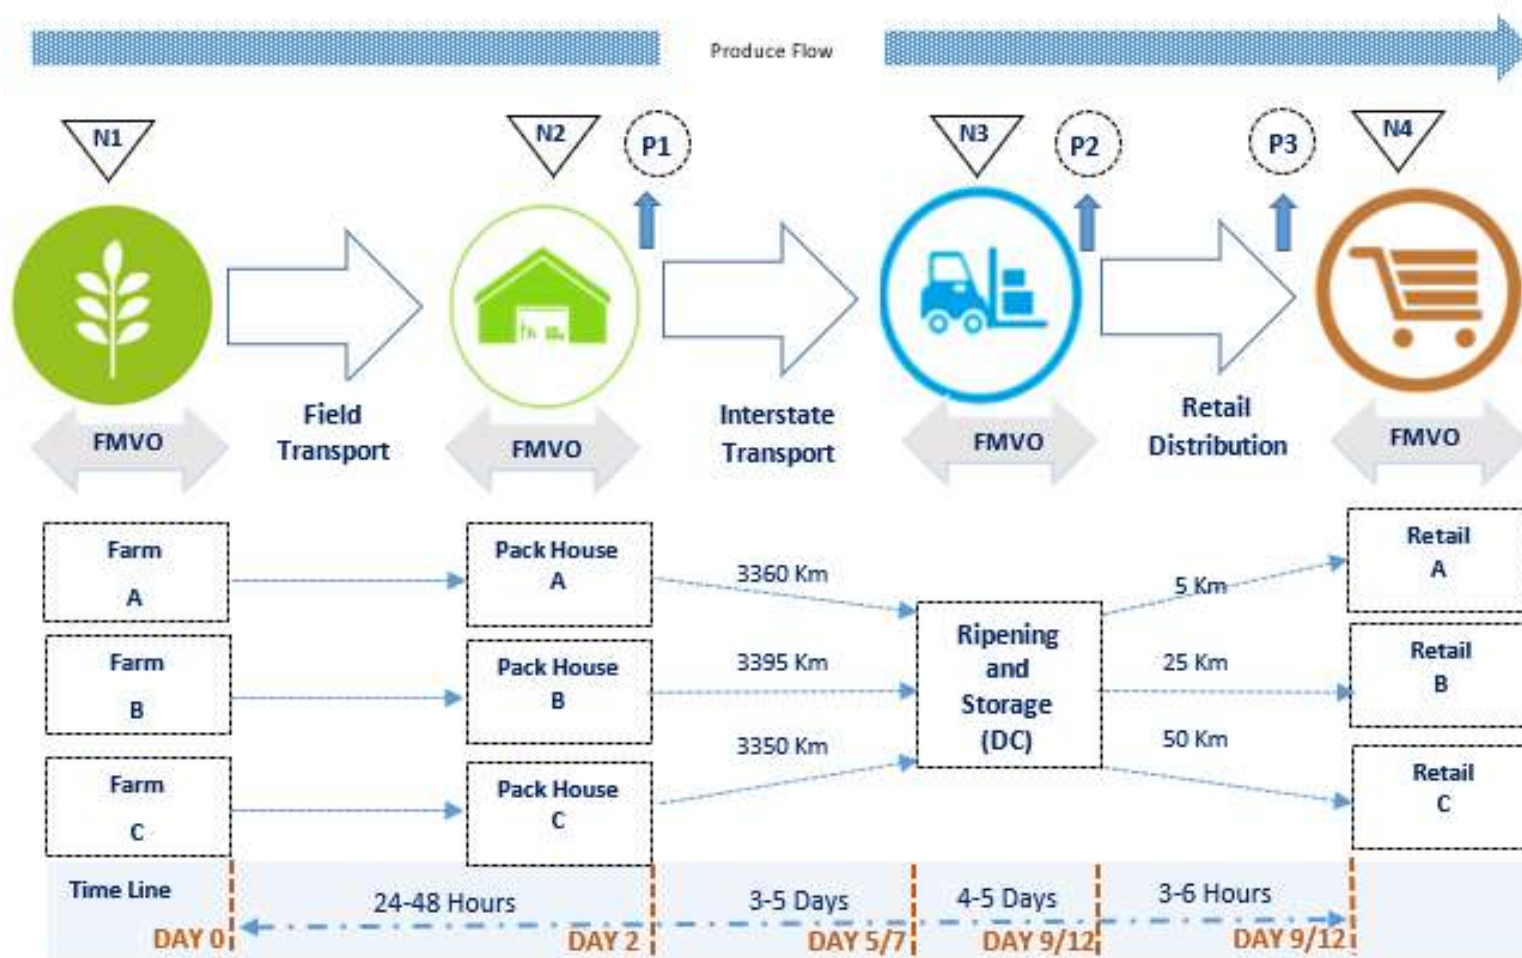 Produce Flow
N1
N2
P1
N3
P2
P3
N4
FMVO
Field
Transport
FMVO
Interstate
Transport
FMVO
Retail
Distribution
FMVO
Farm
A
Pack House
A
3360 Km
5 Km
Retail
A
Farm
B
Pack House
B
3395 Km
Ripening
and
Storage
(DC)
25 Km
Retail
B
Farm
C
Pack House
C
3350 Km
50 Km
Retail
C
Time Line
24-48 Hours
3-5 Days
4-5 Days
3-6 Hours
DAY 0
DAY 2
DAY 5/7
DAY 9/12
DAY 9/12